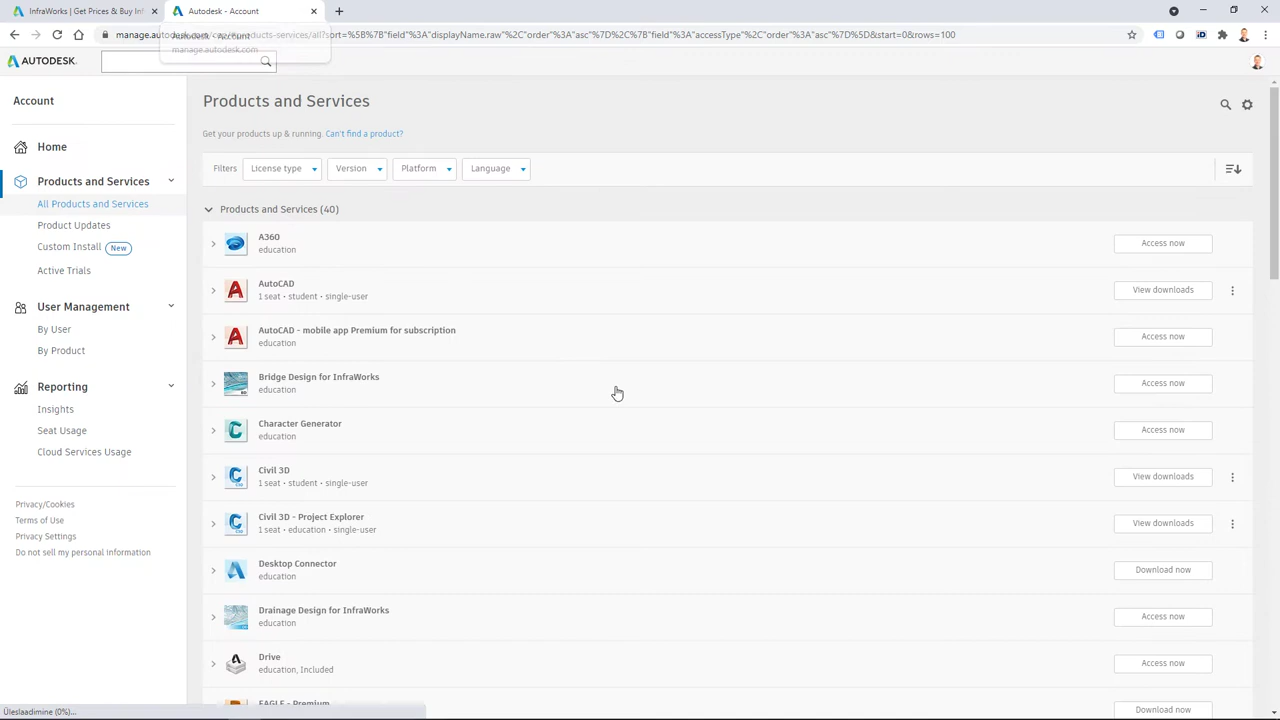 InfraWorks | Get Prices & Buy Inf
Autodesk - Account
manage.autodesk.com
Autodesk - Account
manage.autodesk.com
AUTODESK.
Account
Home
Products and Services
All Products and Services
Product Updates
Custom Install New
Active Trials
User Management
By User
By Product
Reporting
Insights
Seat Usage
Cloud Services Usage
Privacy/Cookies
Terms of Use
Privacy Settings
Do not sell my personal information
Products and Services
Get your products up & running. Can't find a product?
Filters License type Version Platform Language
Products and Services (40)
A360
education
Access now
AutoCAD
1 seat • student • single-user
View downloads
AutoCAD - mobile app Premium for subscription
education
Access now
Bridge Design for InfraWorks
education
Access now
Character Generator
education
Access now
Civil 3D
1 seat • student • single-user
View downloads
Civil 3D - Project Explorer
1 seat • education • single-user
View downloads
Desktop Connector
education
Download now
Drainage Design for InfraWorks
education
Access now
Drive
education, Included
Access now
EAGLE - Premium
Download now
Üleslaadimine (0%)...